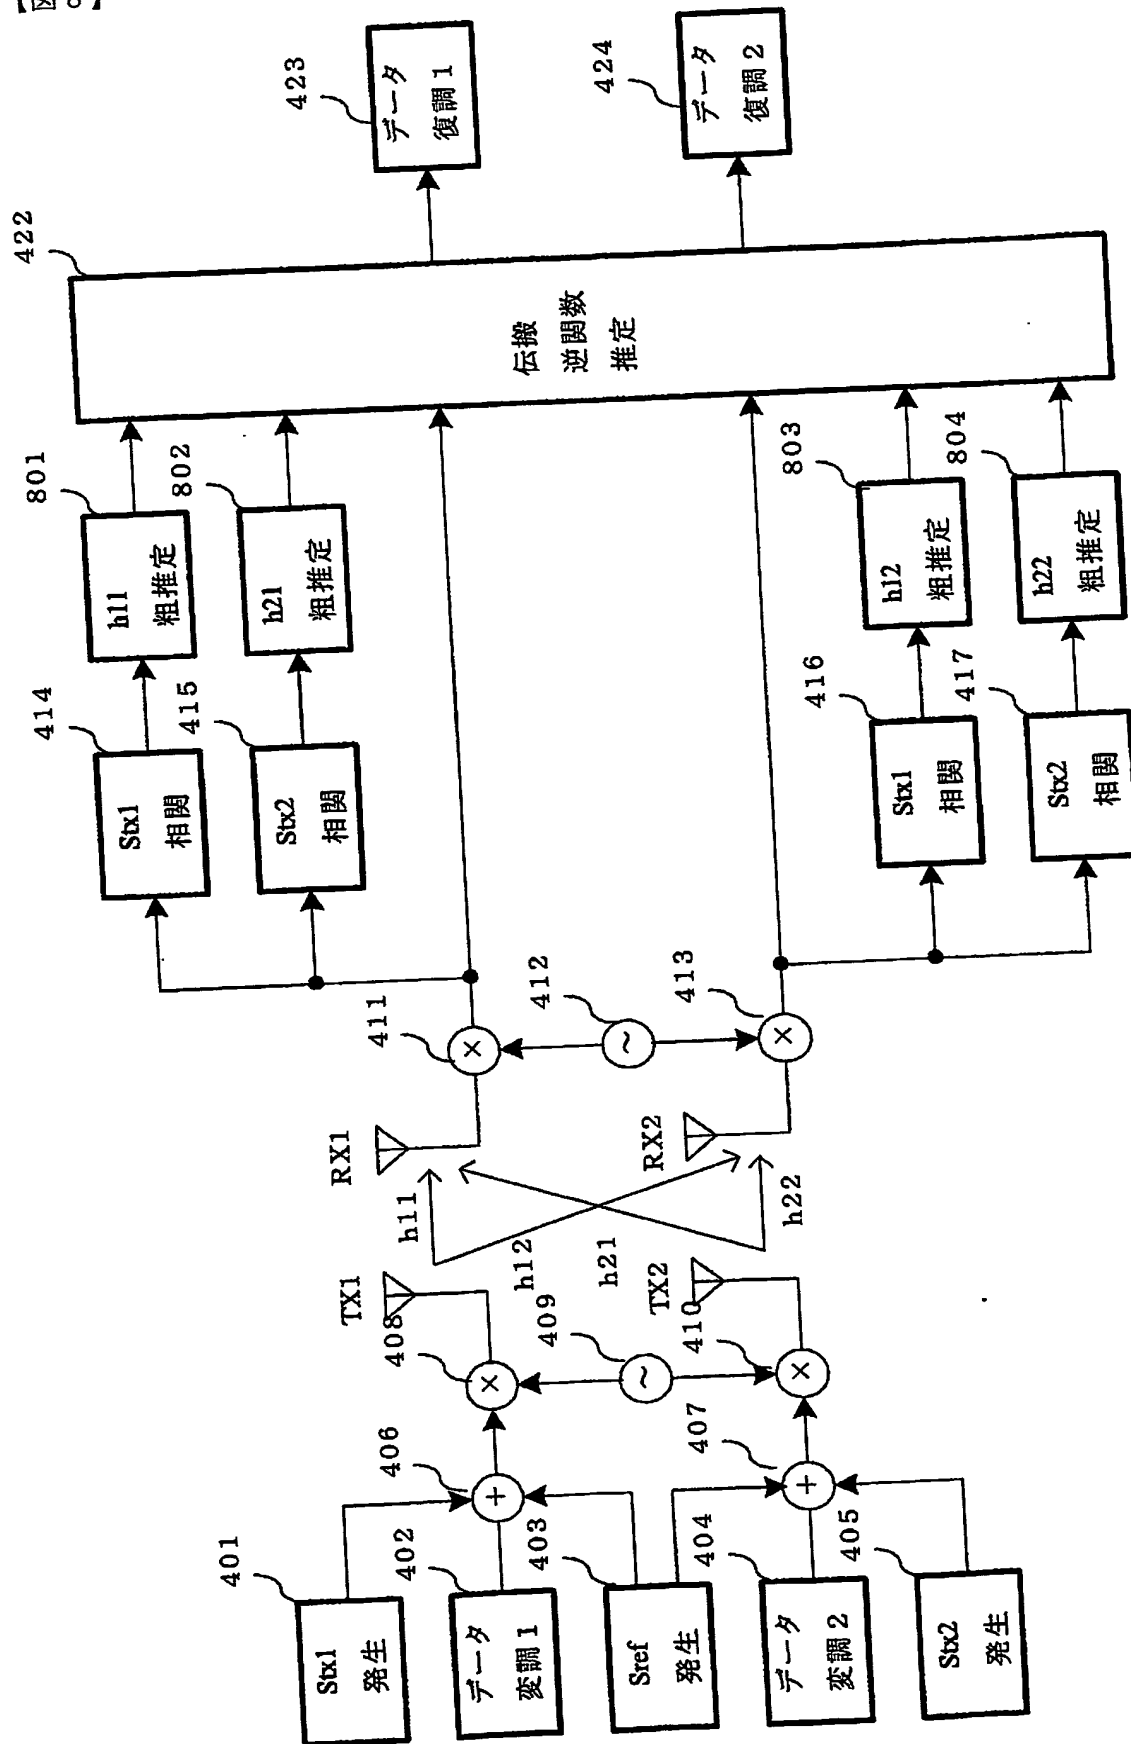 【図8】
401
Stx1
発生
402
データ
変調1
403
Sref
発生
404
データ
変調2
405
Stx2
発生
406
407
408
409
410
TX1
TX2
h11
h12
h21
h22
RX1
RX2
411
412
413
414
Stx1
相関
415
Stx2
相関
416
Stx1
相関
417
Stx2
相関
801
h11
粗推定
802
h21
粗推定
803
h12
粗推定
804
h22
粗推定
422
伝搬
逆関数
推定
423
データ
復調1
424
データ
復調2
+
+
×
×
~
×
×
~